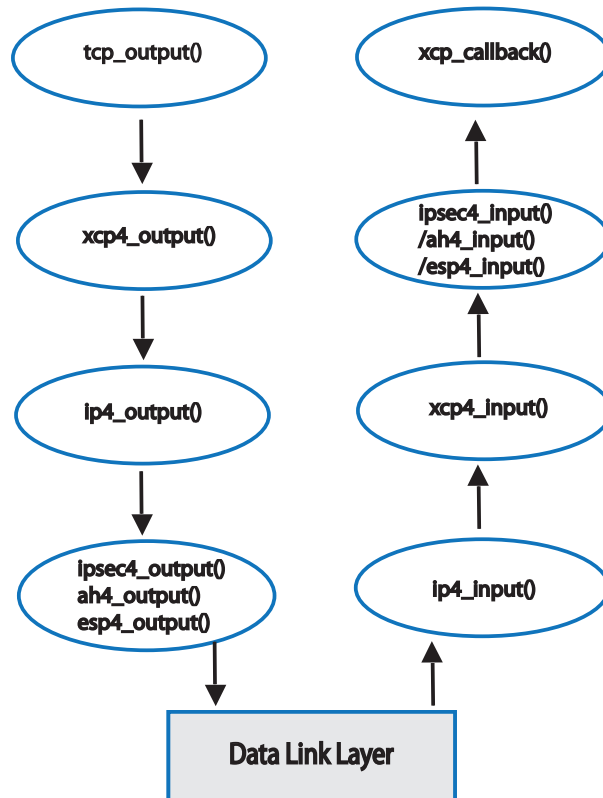 tcp_output()
xcp4_output()
ip4_output()
ipsec4_output()
ah4_output()
esp4_output()
Data Link Layer
ip4_input()
xcp4_input()
ipsec4_input()
/ah4_input()
/esp4_input()
xcp_callback()